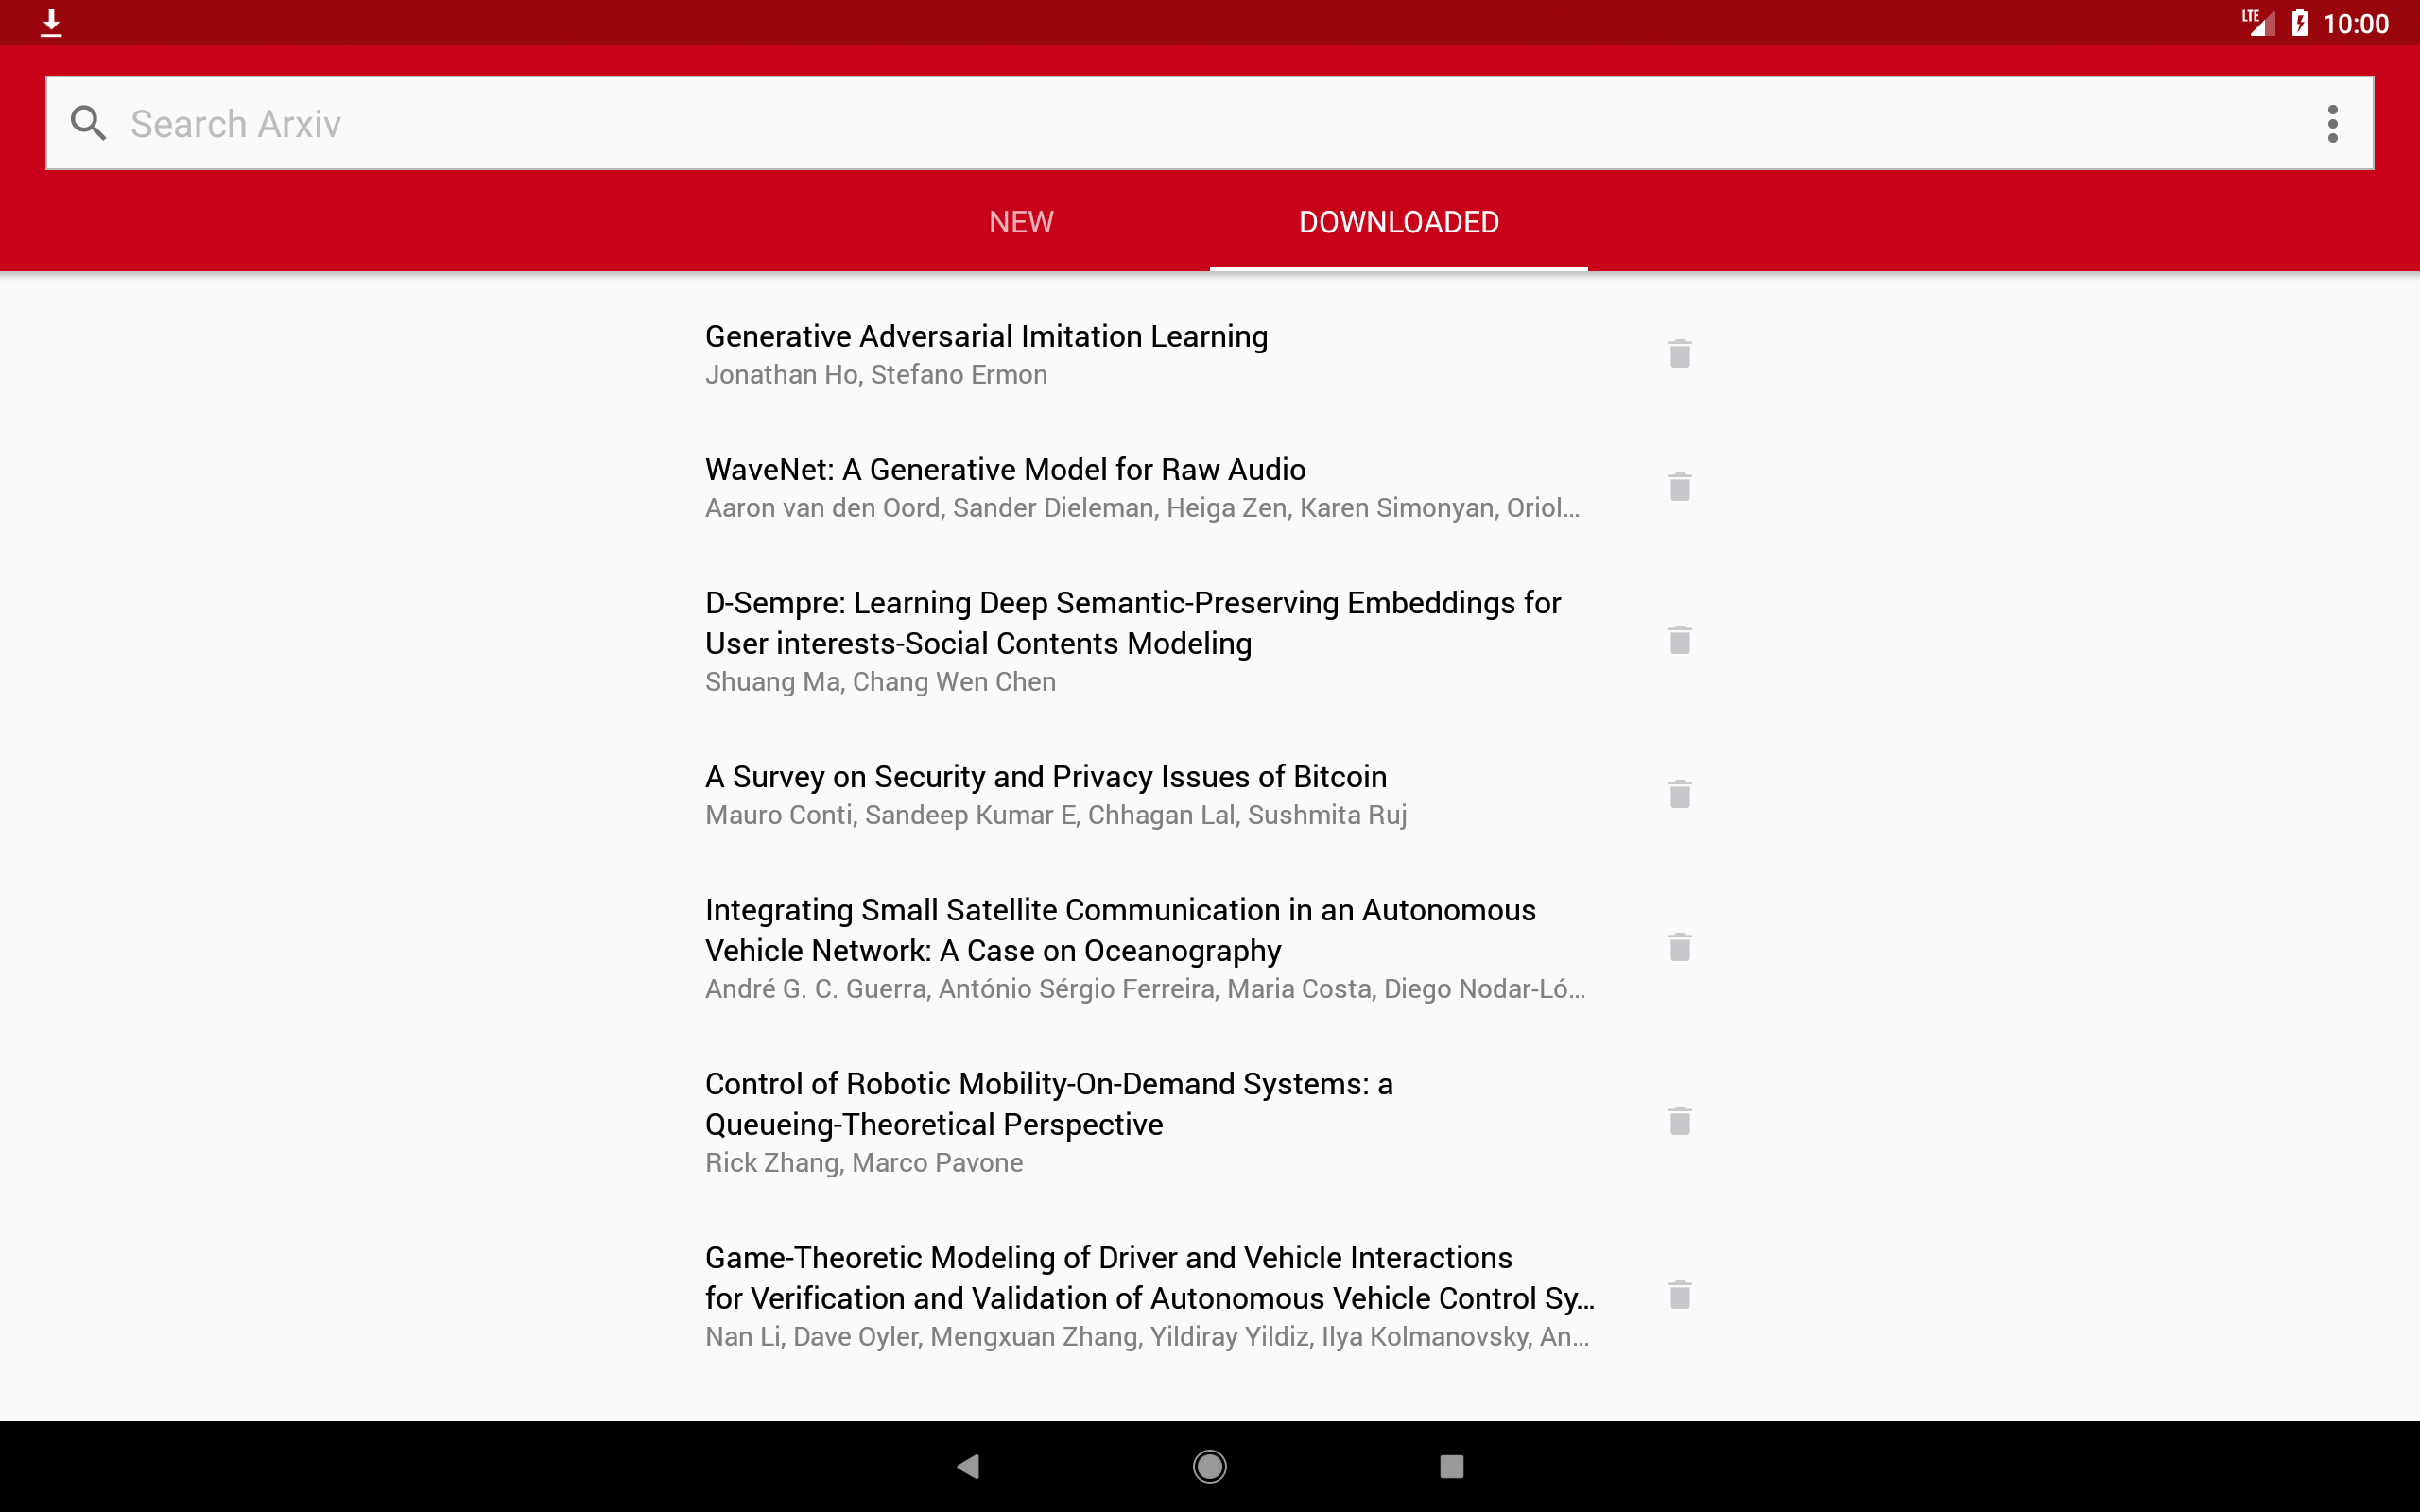 LTE 10:00
Search Arxiv
NEW DOWNLOADED
Generative Adversarial Imitation Learning
Jonathan Ho, Stefano Ermon
WaveNet: A Generative Model for Raw Audio
Aaron van den Oord, Sander Dieleman, Heiga Zen, Karen Simonyan, Oriol...
D-Sempre: Learning Deep Semantic-Preserving Embeddings for
User interests-Social Contents Modeling
Shuang Ma, Chang Wen Chen
A Survey on Security and Privacy Issues of Bitcoin
Mauro Conti, Sandeep Kumar E, Chhagan Lal, Sushmita Ruj
Integrating Small Satellite Communication in an Autonomous
Vehicle Network: A Case on Oceanography
André G. C. Guerra, António Sérgio Ferreira, Maria Costa, Diego Nodar-Ló...
Control of Robotic Mobility-On-Demand Systems: a
Queueing-Theoretical Perspective
Rick Zhang, Marco Pavone
Game-Theoretic Modeling of Driver and Vehicle Interactions
for Verification and Validation of Autonomous Vehicle Control Sy...
Nan Li, Dave Oyler, Mengxuan Zhang, Yildiray Yildiz, Ilya Kolmanovsky, An...